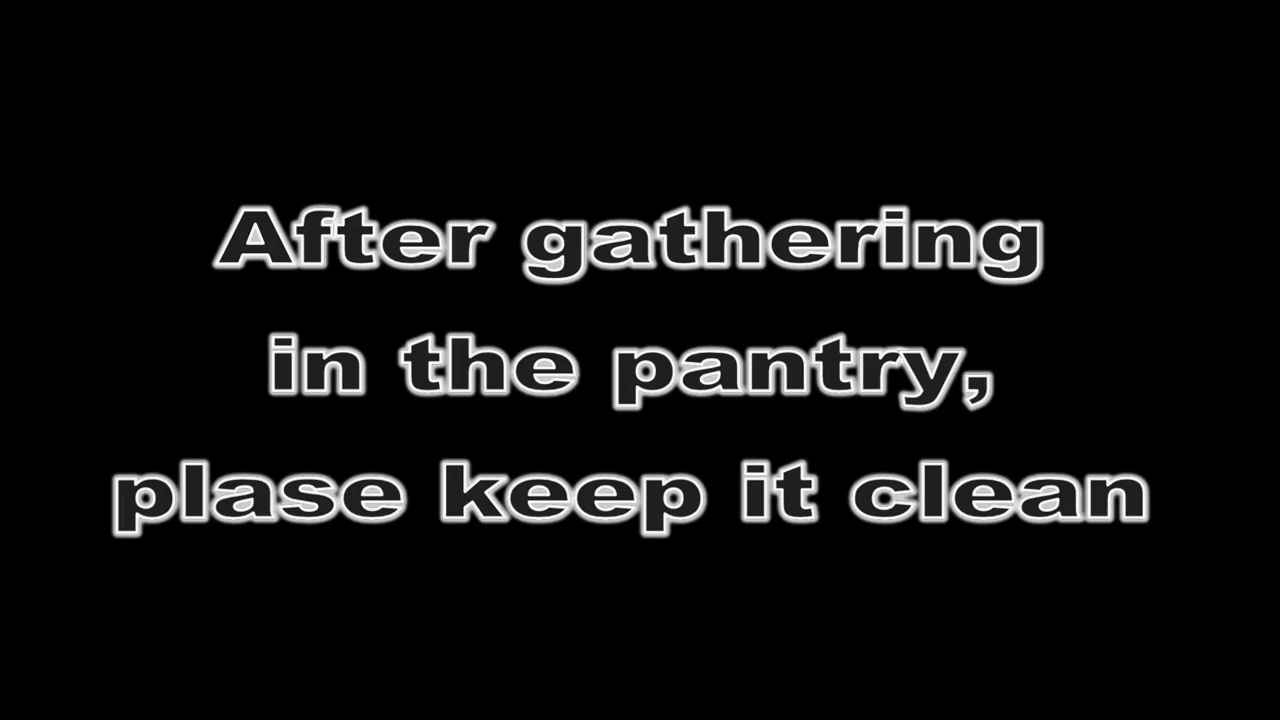 After gathering
in the pantry,
plase keep it clean